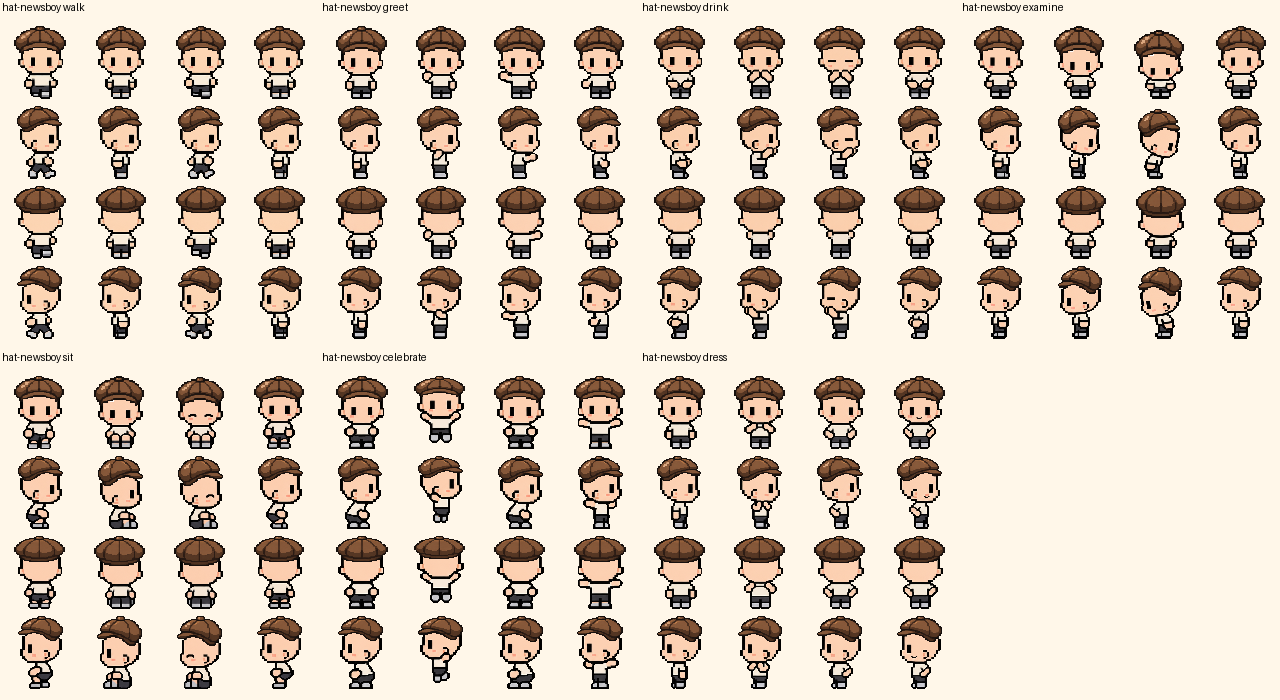 hat-newsboy walk
hat-newsboy greet
hat-newsboy drink
hat-newsboy examine
hat-newsboy sit
hat-newsboy celebrate
hat-newsboy dress